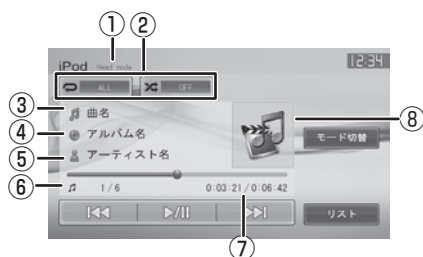 ① ②
iPod Head mode 12:34
ALL OFF
③ 曲名 ⑧
④ アルバム名 モード切替
⑤ アーティスト名
⑥ 1/6 0:03:21/0:06:42
リスト
⑦